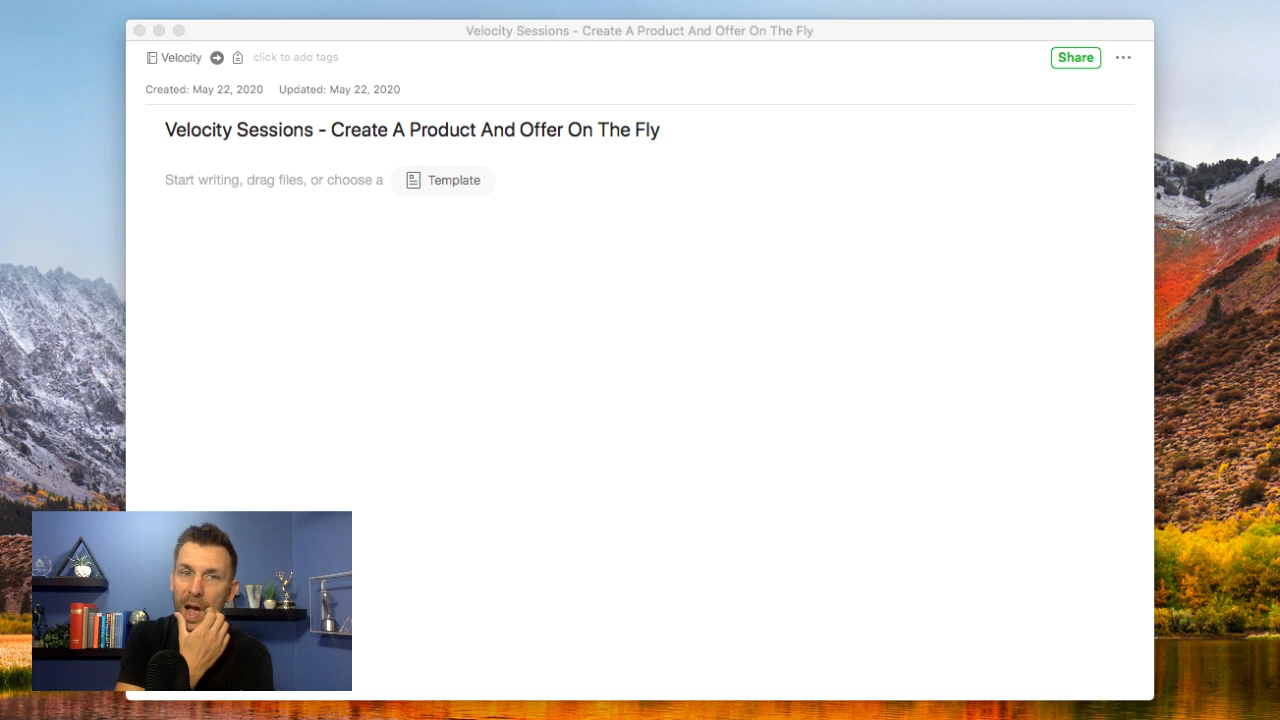 Velocity Sessions - Create A Product And Offer On The Fly
Velocity click to add tags Share
Created: May 22, 2020 Updated: May 22, 2020
Velocity Sessions - Create A Product And Offer On The Fly
Start writing, drag files, or choose a Template